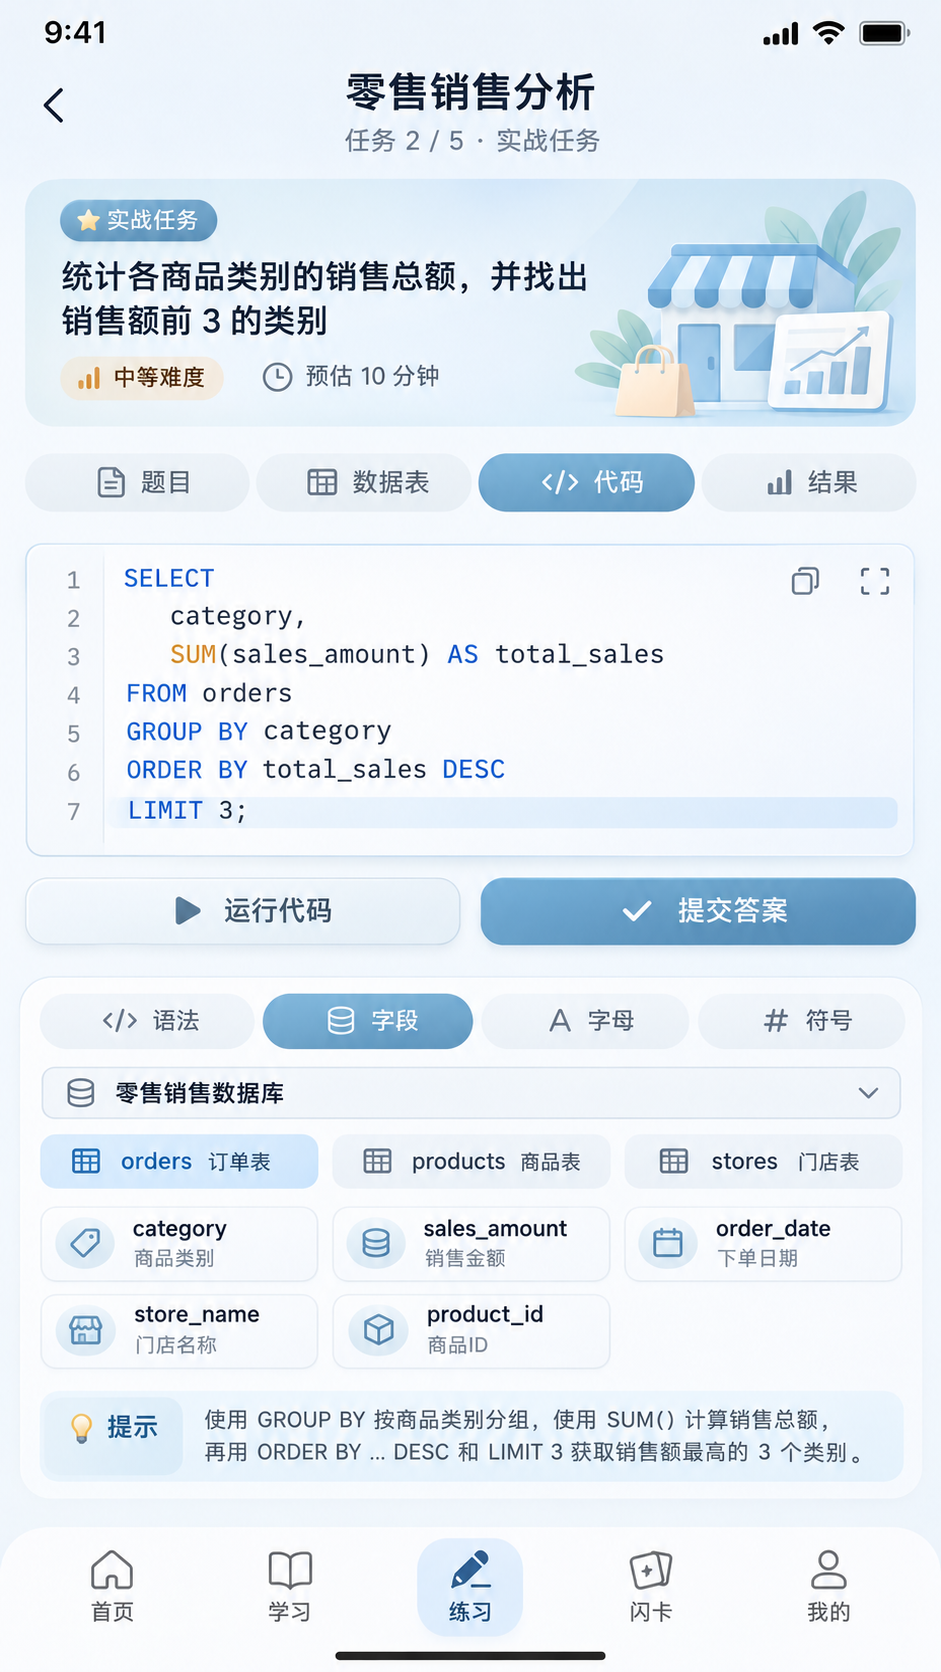 9:41
零售销售分析
任务 2 / 5 · 实战任务
实战任务
统计各商品类别的销售总额，并找出
销售额前 3 的类别
中等难度
预估 10 分钟
题目
数据表
</> 代码
结果
1 SELECT
2 category,
3 SUM(sales_amount) AS total_sales
4 FROM orders
5 GROUP BY category
6 ORDER BY total_sales DESC
7 LIMIT 3;
运行代码
提交答案
</> 语法
字段
A 字母
# 符号
零售销售数据库
orders 订单表
products 商品表
stores 门店表
category
商品类别
sales_amount
销售金额
order_date
下单日期
store_name
门店名称
product_id
商品ID
提示
使用 GROUP BY 按商品类别分组，使用 SUM() 计算销售总额，
再用 ORDER BY ... DESC 和 LIMIT 3 获取销售额最高的 3 个类别。
首页
学习
练习
闪卡
我的